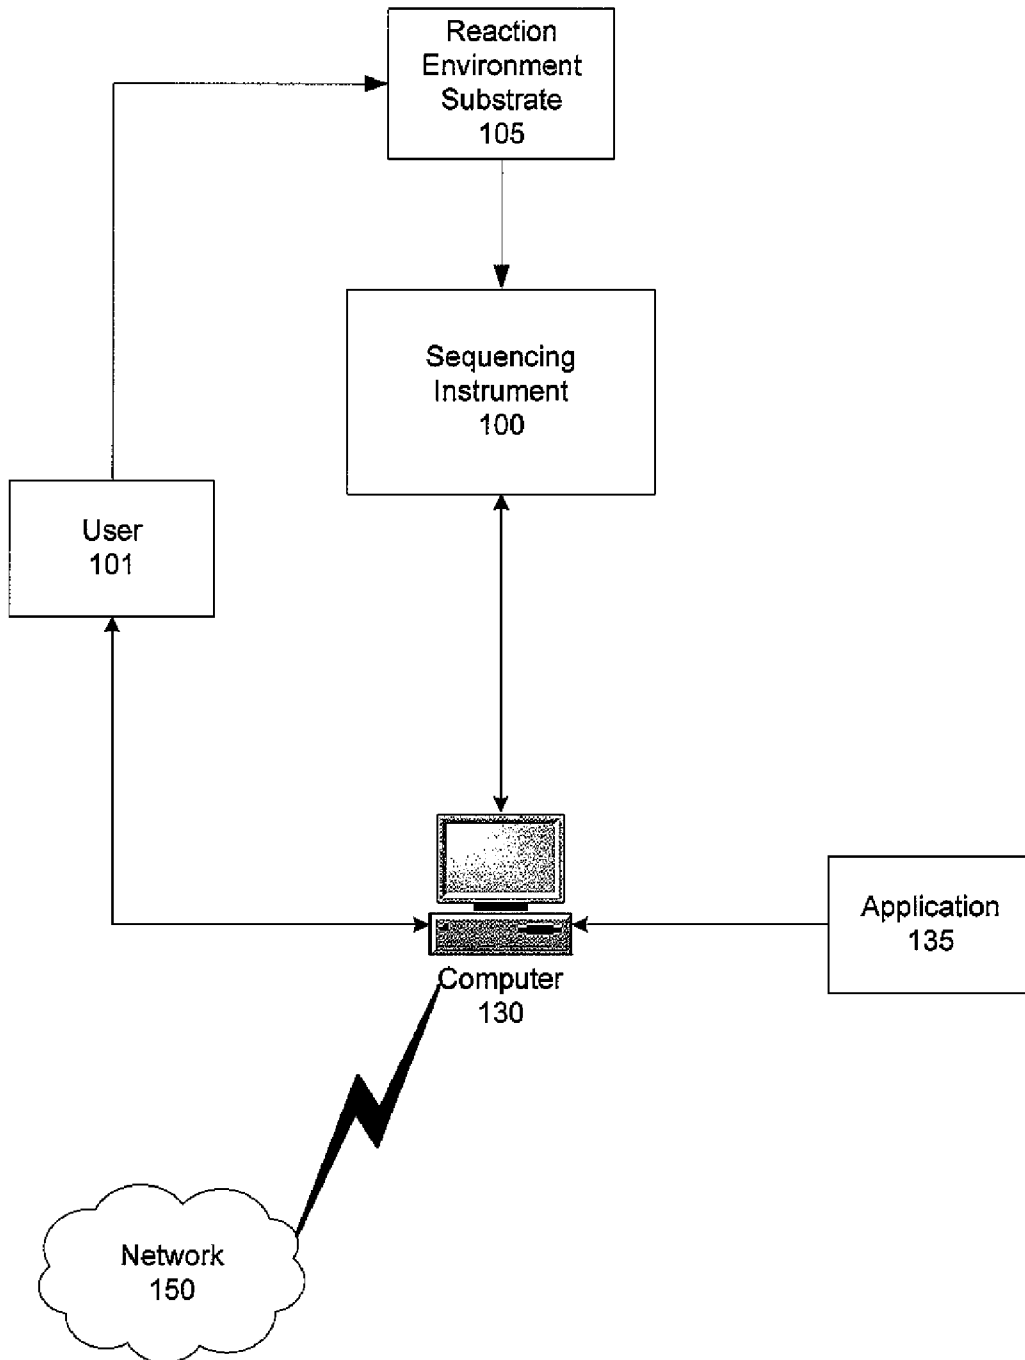 Reaction
Environment
Substrate
105
Sequencing
Instrument
100
User
101
Application
135
Computer
130
Network
150